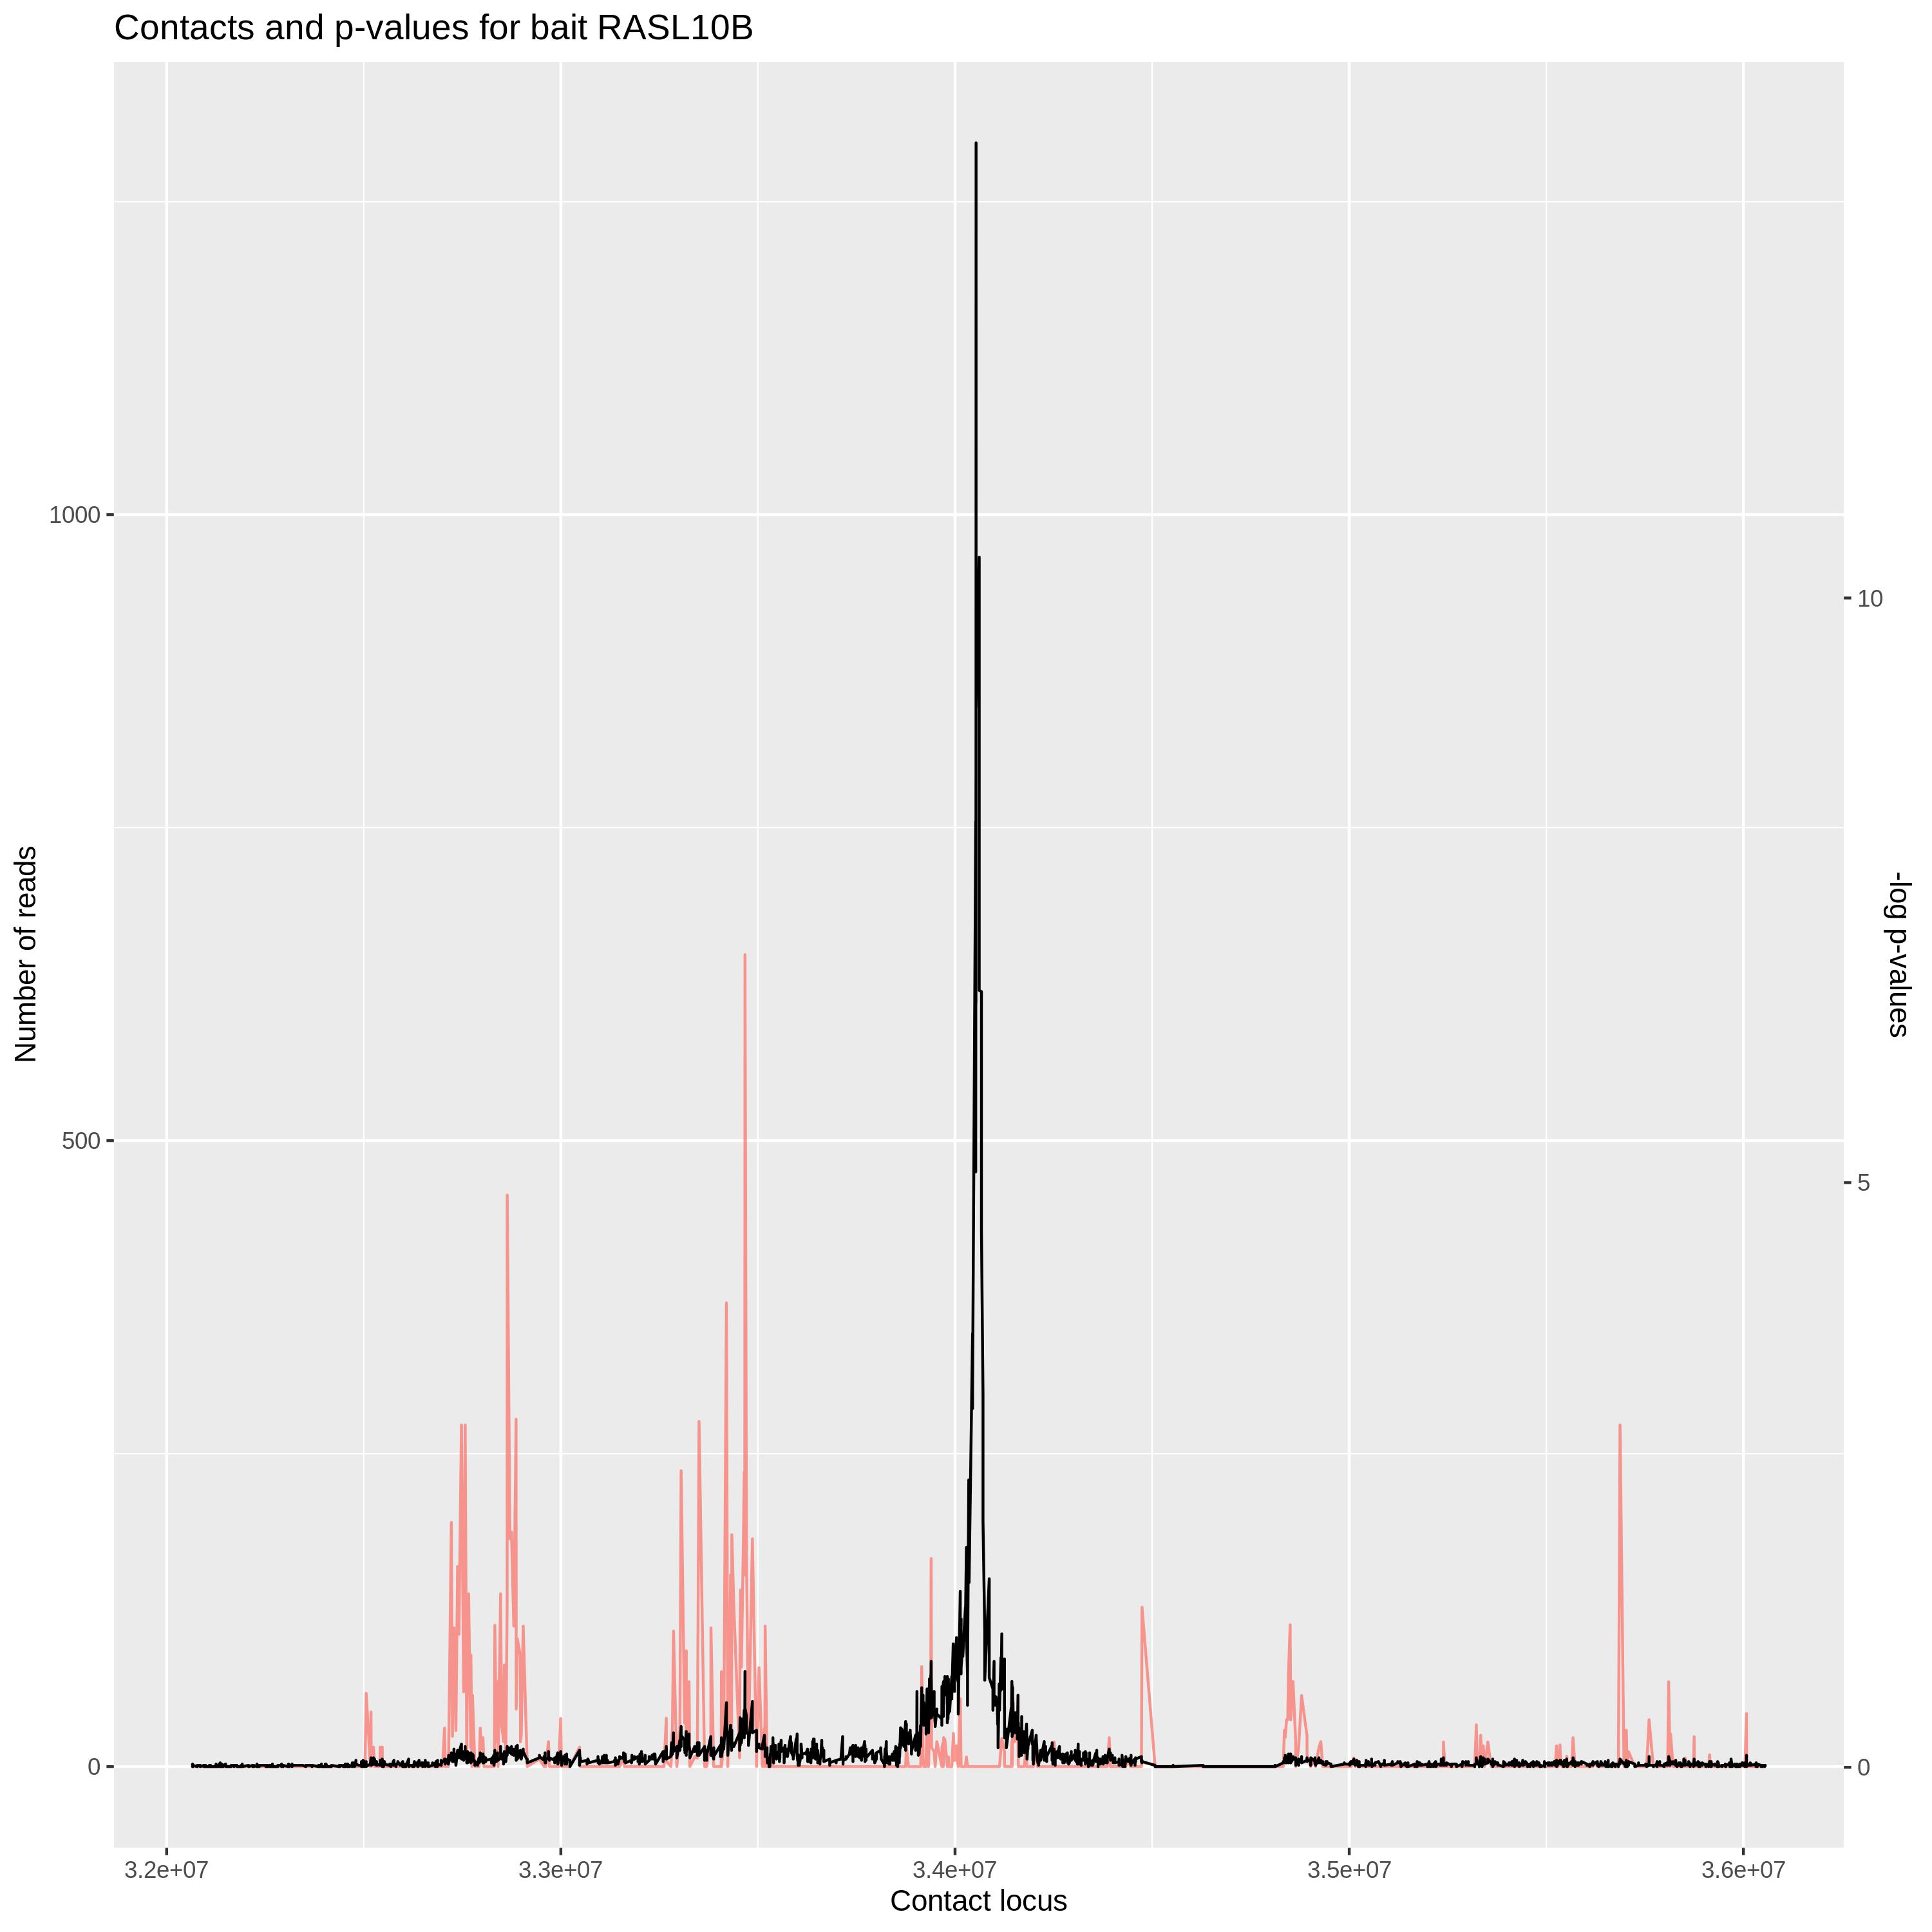 Contacts and p-values for bait RASL10B
Number of reads
1000
500
0
10
5
0
-log p-values
3.2e+07 3.3e+07 3.4e+07 3.5e+07 3.6e+07
Contact locus